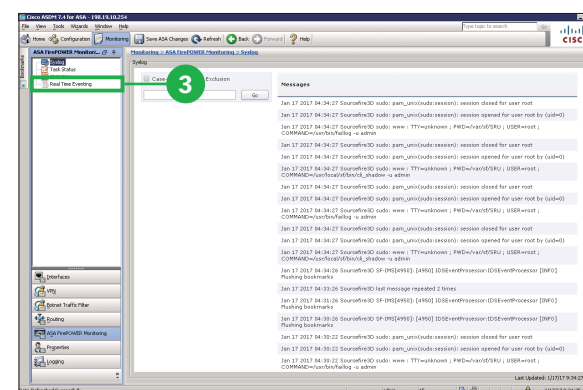 Cisco ASDM 7.4 for ASA - 198.19.10.254
File View Tools Wizards Window Help
Type topic to search
Home Configuration Monitoring Save ASA Changes Refresh Back Forward Help
CISC
ASA FirePOWER Monitori...
Monitoring > ASA FirePOWER Monitoring > Syslog
Bookmarks
Syslog
Syslog
Task Status
Real Time Eventing
3
Exclusion
Go
Messages
Jan 17 2017 04:34:27 Sourcefire3D sudo: pam_unix(sudo:session): session closed for user root
Jan 17 2017 04:34:27 Sourcefire3D sudo: pam_unix(sudo:session): session opened for user root by (uid=0)
Jan 17 2017 04:34:27 Sourcefire3D sudo: www : TTY=unknown ; PWD=/var/sf/SRU ; USER=root ;
COMMAND=/usr/bin/faillog -u admin
Jan 17 2017 04:34:27 Sourcefire3D sudo: pam_unix(sudo:session): session closed for user root
Jan 17 2017 04:34:27 Sourcefire3D sudo: pam_unix(sudo:session): session opened for user root by (uid=0)
Jan 17 2017 04:34:27 Sourcefire3D sudo: www : TTY=unknown ; PWD=/var/sf/SRU ; USER=root ;
COMMAND=/usr/local/sf/bin/cli_shadow -u admin
Jan 17 2017 04:34:27 Sourcefire3D sudo: pam_unix(sudo:session): session closed for user root
Jan 17 2017 04:34:27 Sourcefire3D sudo: pam_unix(sudo:session): session opened for user root by (uid=0)
Jan 17 2017 04:34:27 Sourcefire3D sudo: www : TTY=unknown ; PWD=/var/sf/SRU ; USER=root ;
COMMAND=/usr/bin/faillog -u admin
Jan 17 2017 04:34:27 Sourcefire3D sudo: pam_unix(sudo:session): session closed for user root
Jan 17 2017 04:34:27 Sourcefire3D sudo: pam_unix(sudo:session): session opened for user root by (uid=0)
Jan 17 2017 04:34:27 Sourcefire3D sudo: www : TTY=unknown ; PWD=/var/sf/SRU ; USER=root ;
COMMAND=/usr/local/sf/bin/cli_shadow -u admin
Jan 17 2017 04:34:26 Sourcefire3D SF-IMS[4950]: [4950] IDSEventProcessor:IDSEventProcessor [INFO]
Flushing bookmarks
Jan 17 2017 04:33:26 Sourcefire3D last message repeated 2 times
Jan 17 2017 04:31:26 Sourcefire3D SF-IMS[4950]: [4950] IDSEventProcessor:IDSEventProcessor [INFO]
Flushing bookmarks
Jan 17 2017 04:30:26 Sourcefire3D SF-IMS[4950]: [4950] IDSEventProcessor:IDSEventProcessor [INFO]
Flushing bookmarks
Jan 17 2017 04:30:22 Sourcefire3D sudo: pam_unix(sudo:session): session closed for user root
Jan 17 2017 04:30:22 Sourcefire3D sudo: pam_unix(sudo:session): session opened for user root by (uid=0)
Jan 17 2017 04:30:22 Sourcefire3D sudo: www : TTY=unknown ; PWD=/var/sf/SRU ; USER=root ;
COMMAND=/usr/bin/faillog -u admin
Interfaces
VPN
Botnet Traffic Filter
Routing
ASA FirePOWER Monitoring
Properties
Logging
Last Updated: 1/17/17 9:34:27